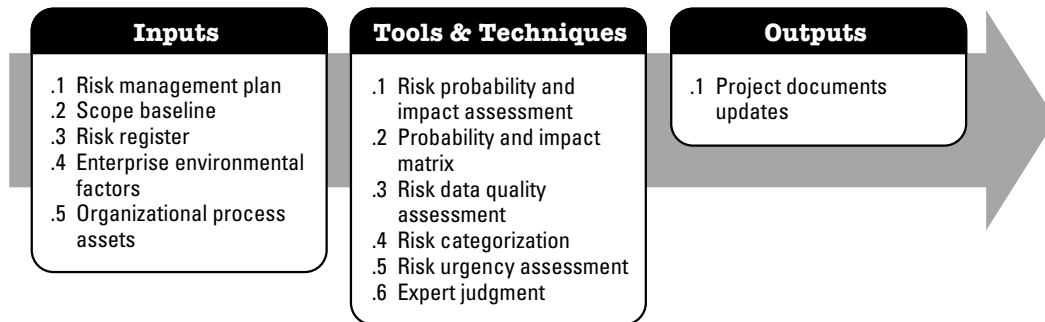 Inputs
.1 Risk management plan
.2 Scope baseline
.3 Risk register
.4 Enterprise environmental
factors
.5 Organizational process
assets
Tools & Techniques
.1 Risk probability and
impact assessment
.2 Probability and impact
matrix
.3 Risk data quality
assessment
.4 Risk categorization
.5 Risk urgency assessment
.6 Expert judgment
Outputs
.1 Project documents
updates